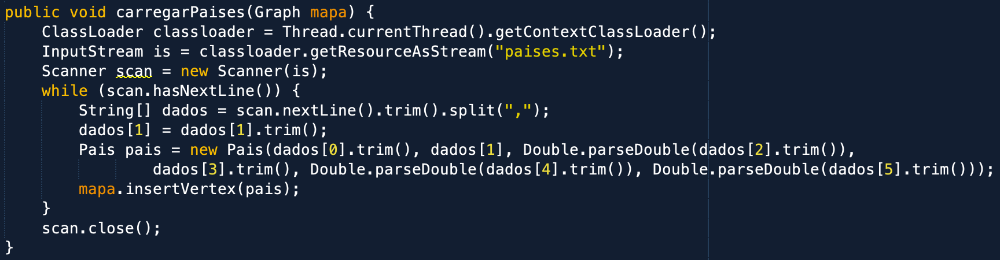 public void carregarPaises(Graph mapa) {
    ClassLoader classloader = Thread.currentThread().getContextClassLoader();
    InputStream is = classloader.getResourceAsStream("paises.txt");
    Scanner scan = new Scanner(is);
    while (scan.hasNextLine()) {
        String[] dados = scan.nextLine().trim().split(",");
        dados[1] = dados[1].trim();
        Pais pais = new Pais(dados[0].trim(), dados[1], Double.parseDouble(dados[2].trim()),
                dados[3].trim(), Double.parseDouble(dados[4].trim()), Double.parseDouble(dados[5].trim()));
        mapa.insertVertex(pais);
    }
    scan.close();
}